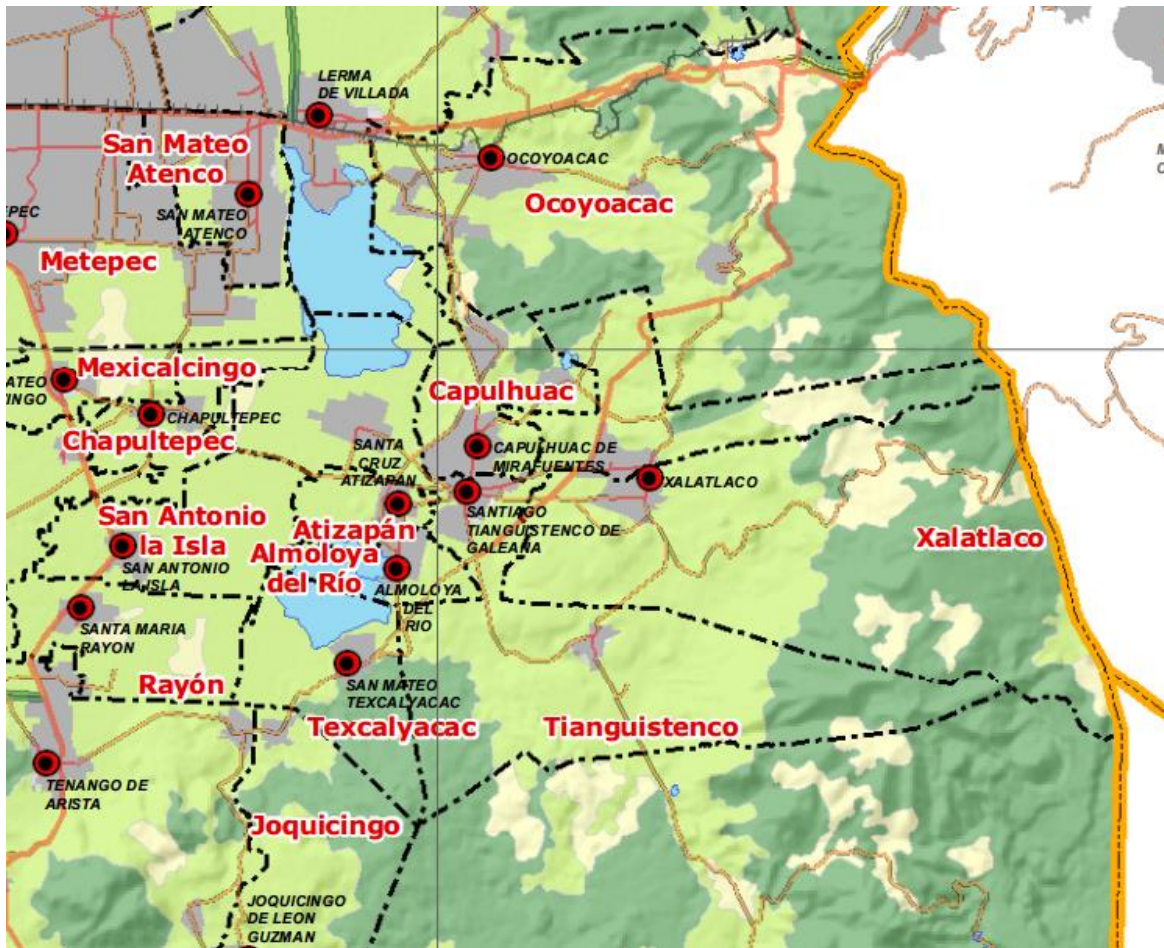 LERMA
DE VILLADA
San Mateo
Atenco
OCOYOACAC
SAN MATEO
ATENCO
Ocoyoacac
Metepec
Mexicalcingo
Capulhuac
CHAPULTEPEC
Chapultepec
SANTA
CRUZ
ATIZAPÁN
CAPULHUAC DE
MIRAFUENTES
XALATLACO
San Antonio
la Isla
Atizapán
SANTIAGO
TIANGUISTENCO DE
GALEANA
Xalatlaco
Almoloya
del Río
SAN ANTONIO
LA ISLA
ALMOLOYA
DEL
RIO
SANTA MARIA
RAYON
Rayón
SAN MATEO
TEXCALYACAC
Texcalyacac
Tianguistenco
TENANGO DE
ARISTA
Joquicingo
JOQUICINGO
DE LEON
GUZMAN